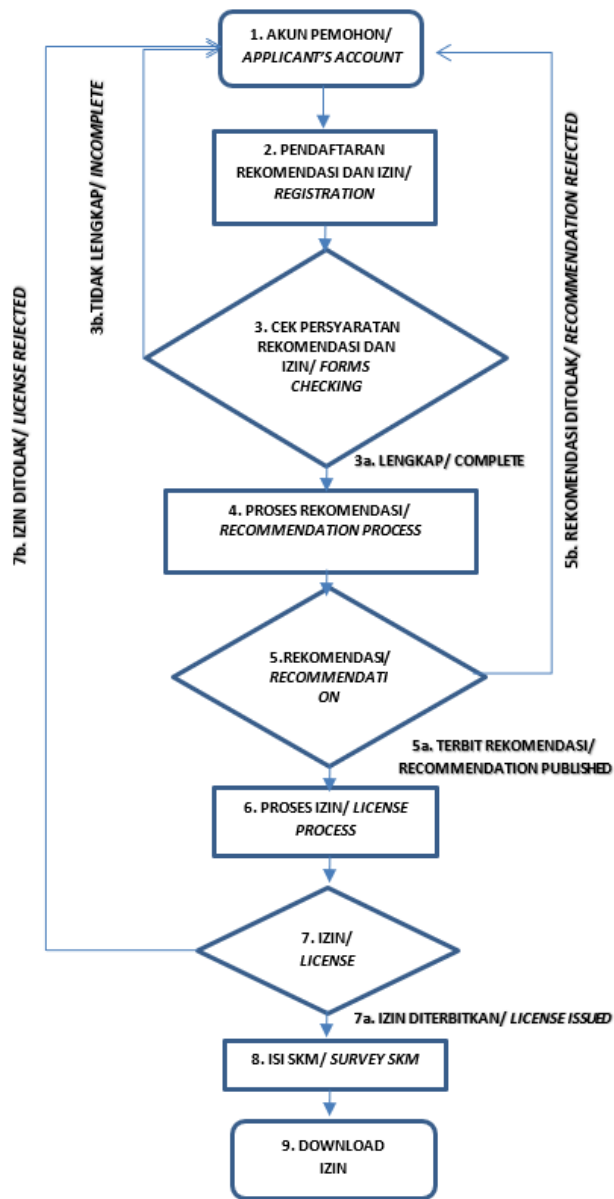 1. AKUN PEMOHON/
APPLICANT'S ACCOUNT
2. PENDAFTARAN
REKOMENDASI DAN IZIN/
REGISTRATION
3b.TIDAK LENGKAP/ INCOMPLETE
3. CEK PERSYARATAN
REKOMENDASI DAN
IZIN/ FORMS
CHECKING
7b. IZIN DITOLAK/ LICENSE REJECTED
5b. REKOMENDASI DITOLAK/ RECOMMENDATION REJECTED
3a. LENGKAP/ COMPLETE
4. PROSES REKOMENDASI/
RECOMMENDATION PROCESS
5.REKOMENDASI/
RECOMMENDATI
ON
5a. TERBIT REKOMENDASI/
RECOMMENDATION PUBLISHED
6. PROSES IZIN/ LICENSE
PROCESS
7. IZIN/
LICENSE
7a. IZIN DITERBITKAN/ LICENSE ISSUED
8. ISI SKM/ SURVEY SKM
9. DOWNLOAD
IZIN